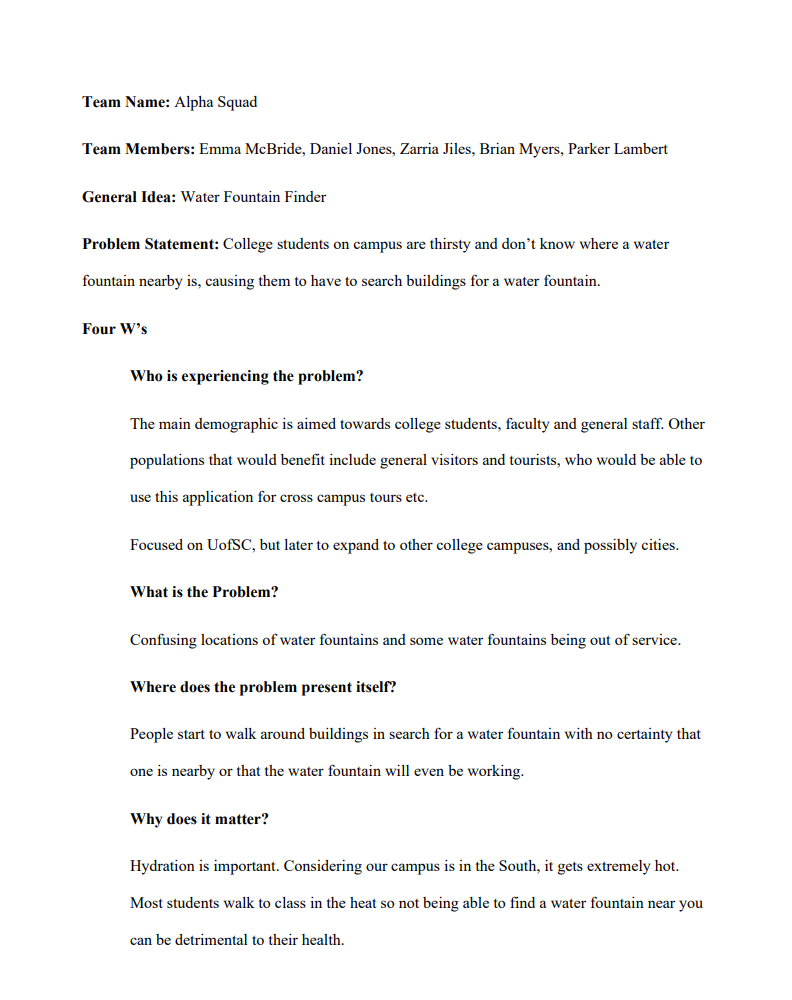 Team Name: Alpha Squad
Team Members: Emma McBride, Daniel Jones, Zarria Jiles, Brian Myers, Parker Lambert
General Idea: Water Fountain Finder
Problem Statement: College students on campus are thirsty and don’t know where a water
fountain nearby is, causing them to have to search buildings for a water fountain.
Four W’s
Who is experiencing the problem?
The main demographic is aimed towards college students, faculty and general staff. Other
populations that would benefit include general visitors and tourists, who would be able to
use this application for cross campus tours etc.
Focused on UofSC, but later to expand to other college campuses, and possibly cities.
What is the Problem?
Confusing locations of water fountains and some water fountains being out of service.
Where does the problem present itself?
People start to walk around buildings in search for a water fountain with no certainty that
one is nearby or that the water fountain will even be working.
Why does it matter?
Hydration is important. Considering our campus is in the South, it gets extremely hot.
Most students walk to class in the heat so not being able to find a water fountain near you
can be detrimental to their health.